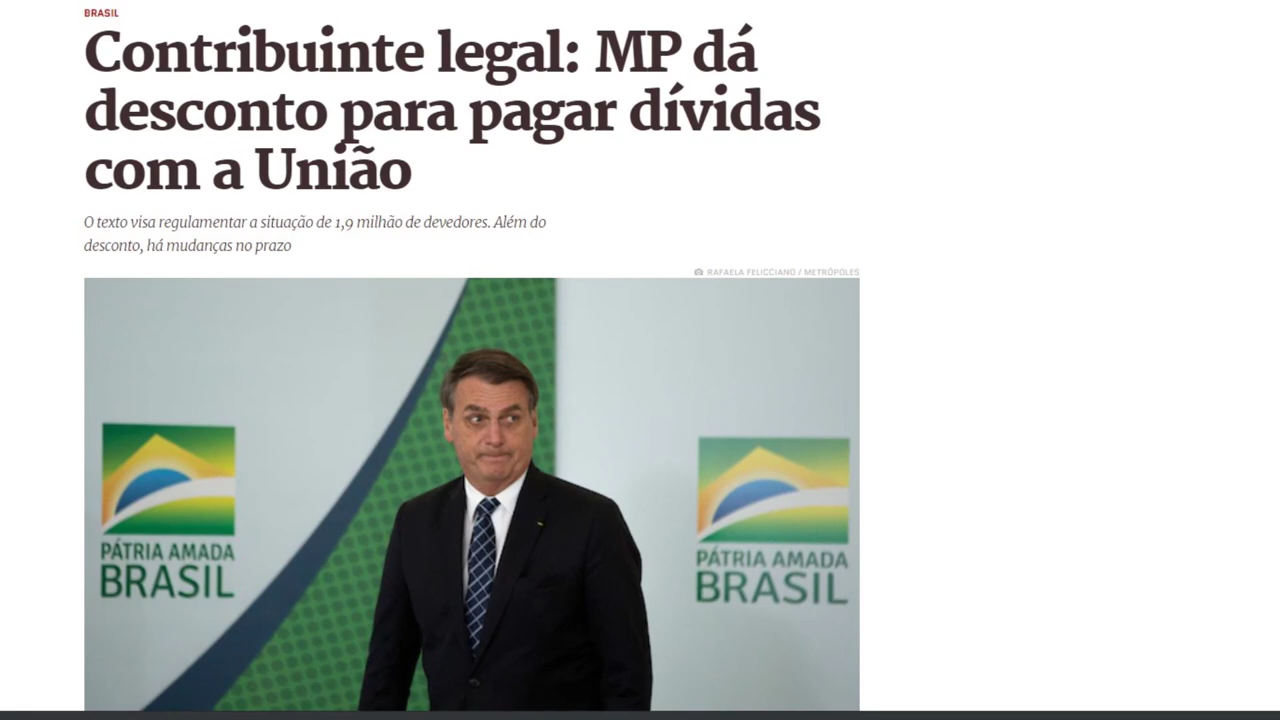 BRASIL
Contribuinte legal: MP dá
desconto para pagar dívidas
com a União
O texto visa regulamentar a situação de 1,9 milhão de devedores. Além do
desconto, há mudanças no prazo
RAFAELA FELICCIANO / METRÓPOLES
PÁTRIA AMADA
BRASIL
PÁTRIA AMADA
BRASIL